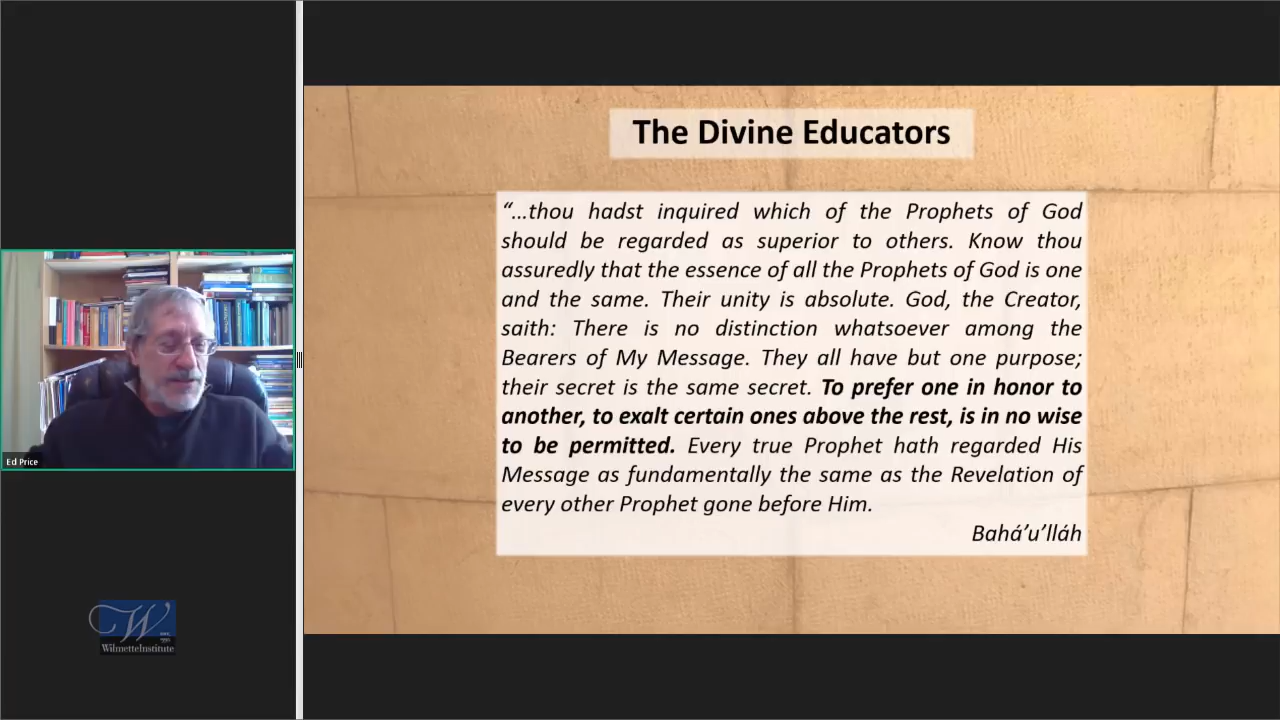 The Divine Educators
“...thou hadst inquired which of the Prophets of God
should be regarded as superior to others. Know thou
assuredly that the essence of all the Prophets of God is one
and the same. Their unity is absolute. God, the Creator,
saith: There is no distinction whatsoever among the
Bearers of My Message. They all have but one purpose;
their secret is the same secret. To prefer one in honor to
another, to exalt certain ones above the rest, is in no wise
to be permitted. Every true Prophet hath regarded His
Message as fundamentally the same as the Revelation of
every other Prophet gone before Him.
Bahá’u’lláh
Ed Price
W
WilmetteInstitute